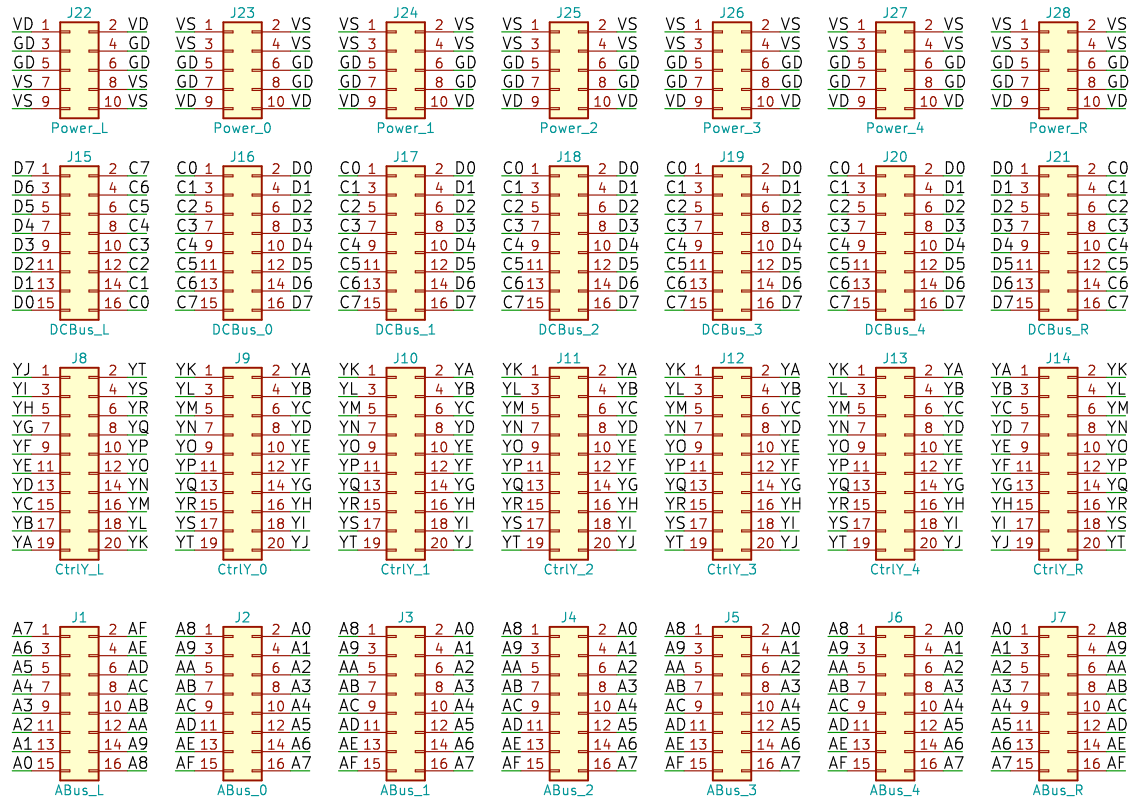 J22 J23 J24 J25 J26 J27 J28
VD 1 2 VD VS 1 2 VS VS 1 2 VS VS 1 2 VS VS 1 2 VS VS 1 2 VS VS 1 2 VS
GD 3 4 GD VS 3 4 VS VS 3 4 VS VS 3 4 VS VS 3 4 VS VS 3 4 VS VS 3 4 VS
GD 5 6 GD GD 5 6 GD GD 5 6 GD GD 5 6 GD GD 5 6 GD GD 5 6 GD GD 5 6 GD
VS 7 8 VS GD 7 8 GD GD 7 8 GD GD 7 8 GD GD 7 8 GD GD 7 8 GD GD 7 8 GD
VS 9 10 VS VD 9 10 VD VD 9 10 VD VD 9 10 VD VD 9 10 VD VD 9 10 VD VD 9 10 VD
Power_L Power_0 Power_1 Power_2 Power_3 Power_4 Power_R
J15 J16 J17 J18 J19 J20 J21
D7 1 2 C7 C0 1 2 D0 C0 1 2 D0 C0 1 2 D0 C0 1 2 D0 C0 1 2 D0 D0 1 2 C0
D6 3 4 C6 C1 3 4 D1 C1 3 4 D1 C1 3 4 D1 C1 3 4 D1 C1 3 4 D1 D1 3 4 C1
D5 5 6 C5 C2 5 6 D2 C2 5 6 D2 C2 5 6 D2 C2 5 6 D2 C2 5 6 D2 D2 5 6 C2
D4 7 8 C4 C3 7 8 D3 C3 7 8 D3 C3 7 8 D3 C3 7 8 D3 C3 7 8 D3 D3 7 8 C3
D3 9 10 C3 C4 9 10 D4 C4 9 10 D4 C4 9 10 D4 C4 9 10 D4 C4 9 10 D4 D4 9 10 C4
D2 11 12 C2 C5 11 12 D5 C5 11 12 D5 C5 11 12 D5 C5 11 12 D5 C5 11 12 D5 D5 11 12 C5
D1 13 14 C1 C6 13 14 D6 C6 13 14 D6 C6 13 14 D6 C6 13 14 D6 C6 13 14 D6 D6 13 14 C6
D0 15 16 C0 C7 15 16 D7 C7 15 16 D7 C7 15 16 D7 C7 15 16 D7 C7 15 16 D7 D7 15 16 C7
DCBus_L DCBus_0 DCBus_1 DCBus_2 DCBus_3 DCBus_4 DCBus_R
J8 J9 J10 J11 J12 J13 J14
YJ 1 2 YT YK 1 2 YA YK 1 2 YA YK 1 2 YA YK 1 2 YA YK 1 2 YA YA 1 2 YK
YI 3 4 YS YL 3 4 YB YL 3 4 YB YL 3 4 YB YL 3 4 YB YL 3 4 YB YB 3 4 YL
YH 5 6 YR YM 5 6 YC YM 5 6 YC YM 5 6 YC YM 5 6 YC YM 5 6 YC YC 5 6 YM
YG 7 8 YQ YN 7 8 YD YN 7 8 YD YN 7 8 YD YN 7 8 YD YN 7 8 YD YD 7 8 YN
YF 9 10 YP YO 9 10 YE YO 9 10 YE YO 9 10 YE YO 9 10 YE YO 9 10 YE YE 9 10 YO
YE 11 12 YO YP 11 12 YF YP 11 12 YF YP 11 12 YF YP 11 12 YF YP 11 12 YF YF 11 12 YP
YD 13 14 YN YQ 13 14 YG YQ 13 14 YG YQ 13 14 YG YQ 13 14 YG YQ 13 14 YG YG 13 14 YQ
YC 15 16 YM YR 15 16 YH YR 15 16 YH YR 15 16 YH YR 15 16 YH YR 15 16 YH YH 15 16 YR
YB 17 18 YL YS 17 18 YI YS 17 18 YI YS 17 18 YI YS 17 18 YI YS 17 18 YI YI 17 18 YS
YA 19 20 YK YT 19 20 YJ YT 19 20 YJ YT 19 20 YJ YT 19 20 YJ YT 19 20 YJ YJ 19 20 YT
CtrlY_L CtrlY_0 CtrlY_1 CtrlY_2 CtrlY_3 CtrlY_4 CtrlY_R
J1 J2 J3 J4 J5 J6 J7
A7 1 2 AF A8 1 2 A0 A8 1 2 A0 A8 1 2 A0 A8 1 2 A0 A8 1 2 A0 A0 1 2 A8
A6 3 4 AE A9 3 4 A1 A9 3 4 A1 A9 3 4 A1 A9 3 4 A1 A9 3 4 A1 A1 3 4 A9
A5 5 6 AD AA 5 6 A2 AA 5 6 A2 AA 5 6 A2 AA 5 6 A2 AA 5 6 A2 A2 5 6 AA
A4 7 8 AC AB 7 8 A3 AB 7 8 A3 AB 7 8 A3 AB 7 8 A3 AB 7 8 A3 A3 7 8 AB
A3 9 10 AB AC 9 10 A4 AC 9 10 A4 AC 9 10 A4 AC 9 10 A4 AC 9 10 A4 A4 9 10 AC
A2 11 12 AA AD 11 12 A5 AD 11 12 A5 AD 11 12 A5 AD 11 12 A5 AD 11 12 A5 A5 11 12 AD
A1 13 14 A9 AE 13 14 A6 AE 13 14 A6 AE 13 14 A6 AE 13 14 A6 AE 13 14 A6 A6 13 14 AE
A0 15 16 A8 AF 15 16 A7 AF 15 16 A7 AF 15 16 A7 AF 15 16 A7 AF 15 16 A7 A7 15 16 AF
ABus_L ABus_0 ABus_1 ABus_2 ABus_3 ABus_4 ABus_R